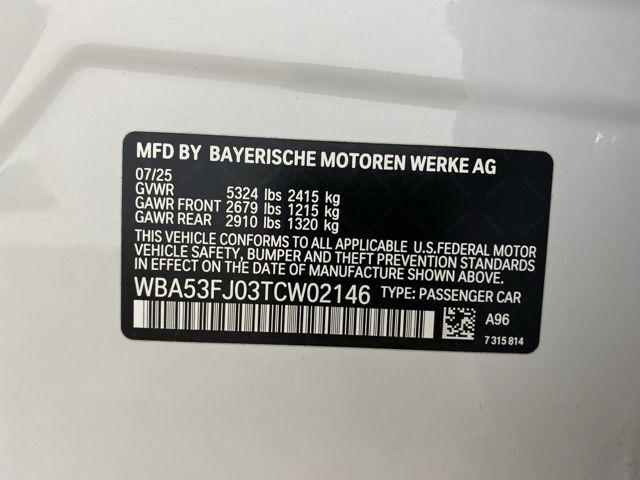 MFD BY BAYERISCHE MOTOREN WERKE AG
07/25
GVWR 5324 lbs 2415 kg
GAWR FRONT 2679 lbs 1215 kg
GAWR REAR 2910 lbs 1320 kg
THIS VEHICLE CONFORMS TO ALL APPLICABLE U.S.FEDERAL MOTOR
VEHICLE SAFETY, BUMPER AND THEFT PREVENTION STANDARDS
IN EFFECT ON THE DATE OF MANUFACTURE SHOWN ABOVE.
WBA53FJ03TCW02146 TYPE: PASSENGER CAR
A96
7 315 814